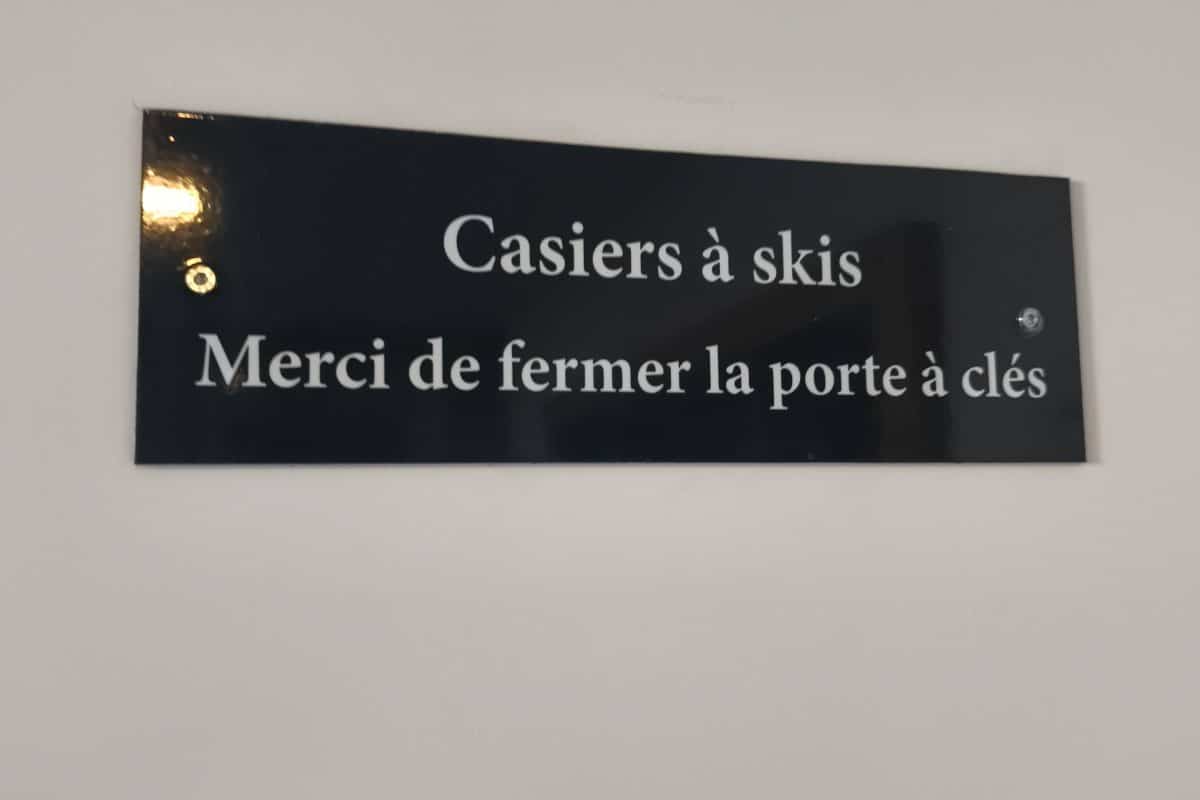 Casiers à skis
Merci de fermer la porte à clés